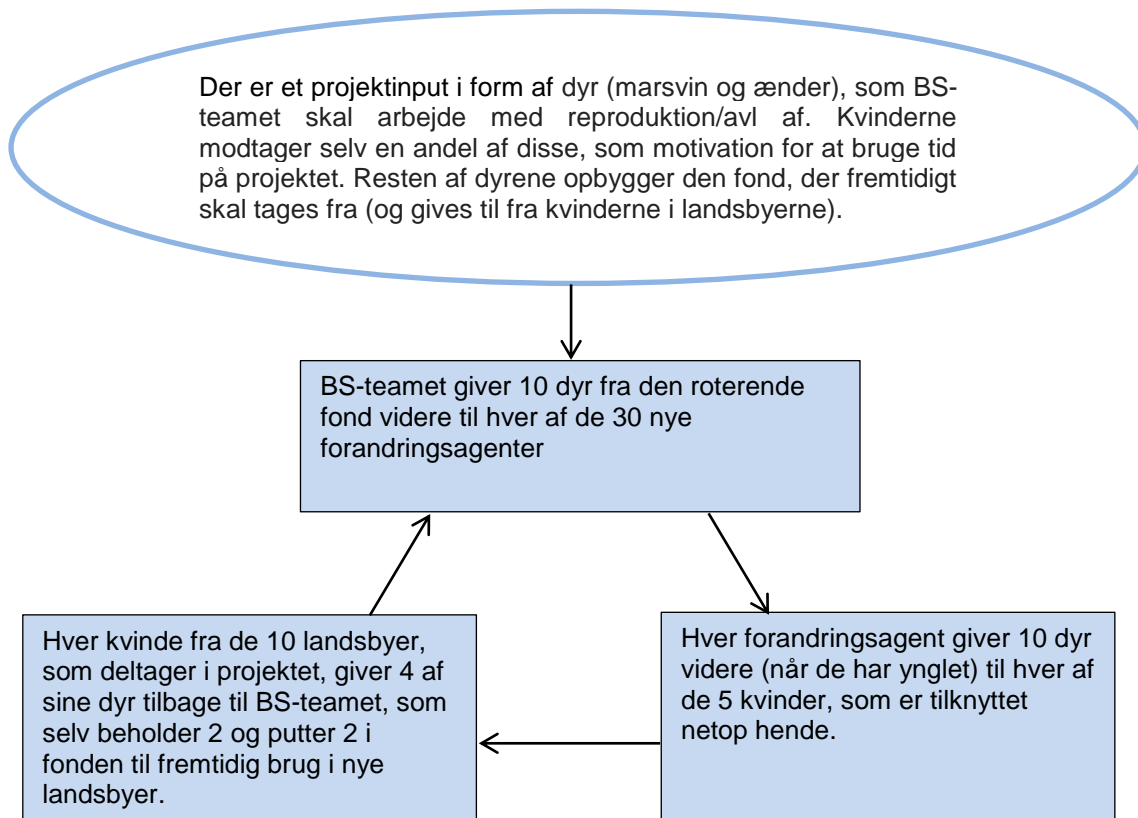 Der er et projektinput i form af dyr (marsvin og ænder), som BS-
teamet skal arbejde med reproduktion/avl af. Kvinderne
modtager selv en andel af disse, som motivation for at bruge tid
på projektet. Resten af dyrene opbygger den fond, der fremtidigt
skal tages fra (og gives til fra kvinderne i landsbyerne).
BS-teamet giver 10 dyr fra den roterende
fond videre til hver af de 30 nye
forandringsagenter
Hver forandringsagent giver 10 dyr
videre (når de har ynglet) til hver af
de 5 kvinder, som er tilknyttet
netop hende.
Hver kvinde fra de 10 landsbyer,
som deltager i projektet, giver 4 af
sine dyr tilbage til BS-teamet, som
selv beholder 2 og putter 2 i
fonden til fremtidig brug i nye
landsbyer.